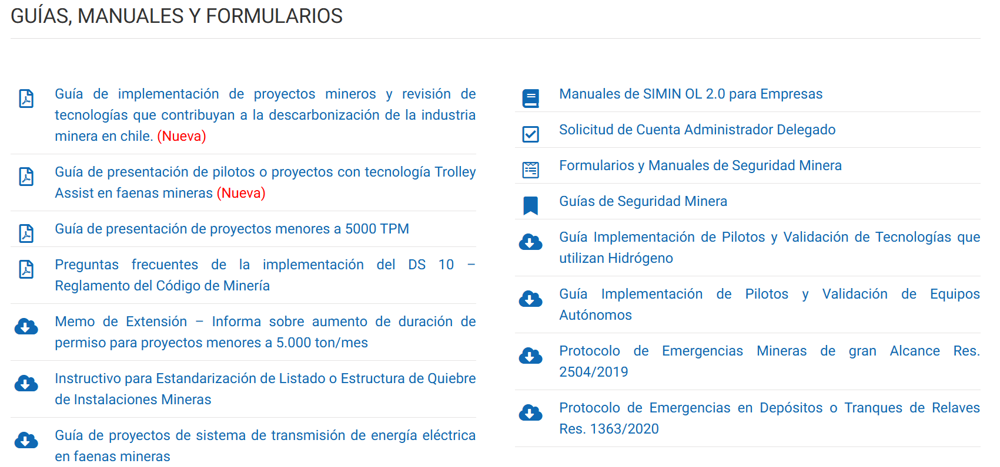 GUÍAS, MANUALES Y FORMULARIOS
Guía de implementación de proyectos mineros y revisión de
tecnologías que contribuyan a la descarbonización de la industria
minera en chile. (Nueva)
Guía de presentación de pilotos o proyectos con tecnología Trolley
Assist en faenas mineras (Nueva)
Guía de presentación de proyectos menores a 5000 TPM
Preguntas frecuentes de la implementación del DS 10 –
Reglamento del Código de Minería
Memo de Extensión – Informa sobre aumento de duración de
permiso para proyectos menores a 5.000 ton/mes
Instructivo para Estandarización de Listado o Estructura de Quiebre
de Instalaciones Mineras
Guía de proyectos de sistema de transmisión de energía eléctrica
en faenas mineras
Manuales de SIMIN OL 2.0 para Empresas
Solicitud de Cuenta Administrador Delegado
Formularios y Manuales de Seguridad Minera
Guías de Seguridad Minera
Guía Implementación de Pilotos y Validación de Tecnologías que
utilizan Hidrógeno
Guía Implementación de Pilotos y Validación de Equipos
Autónomos
Protocolo de Emergencias Mineras de gran Alcance Res.
2504/2019
Protocolo de Emergencias en Depósitos o Tranques de Relaves
Res. 1363/2020